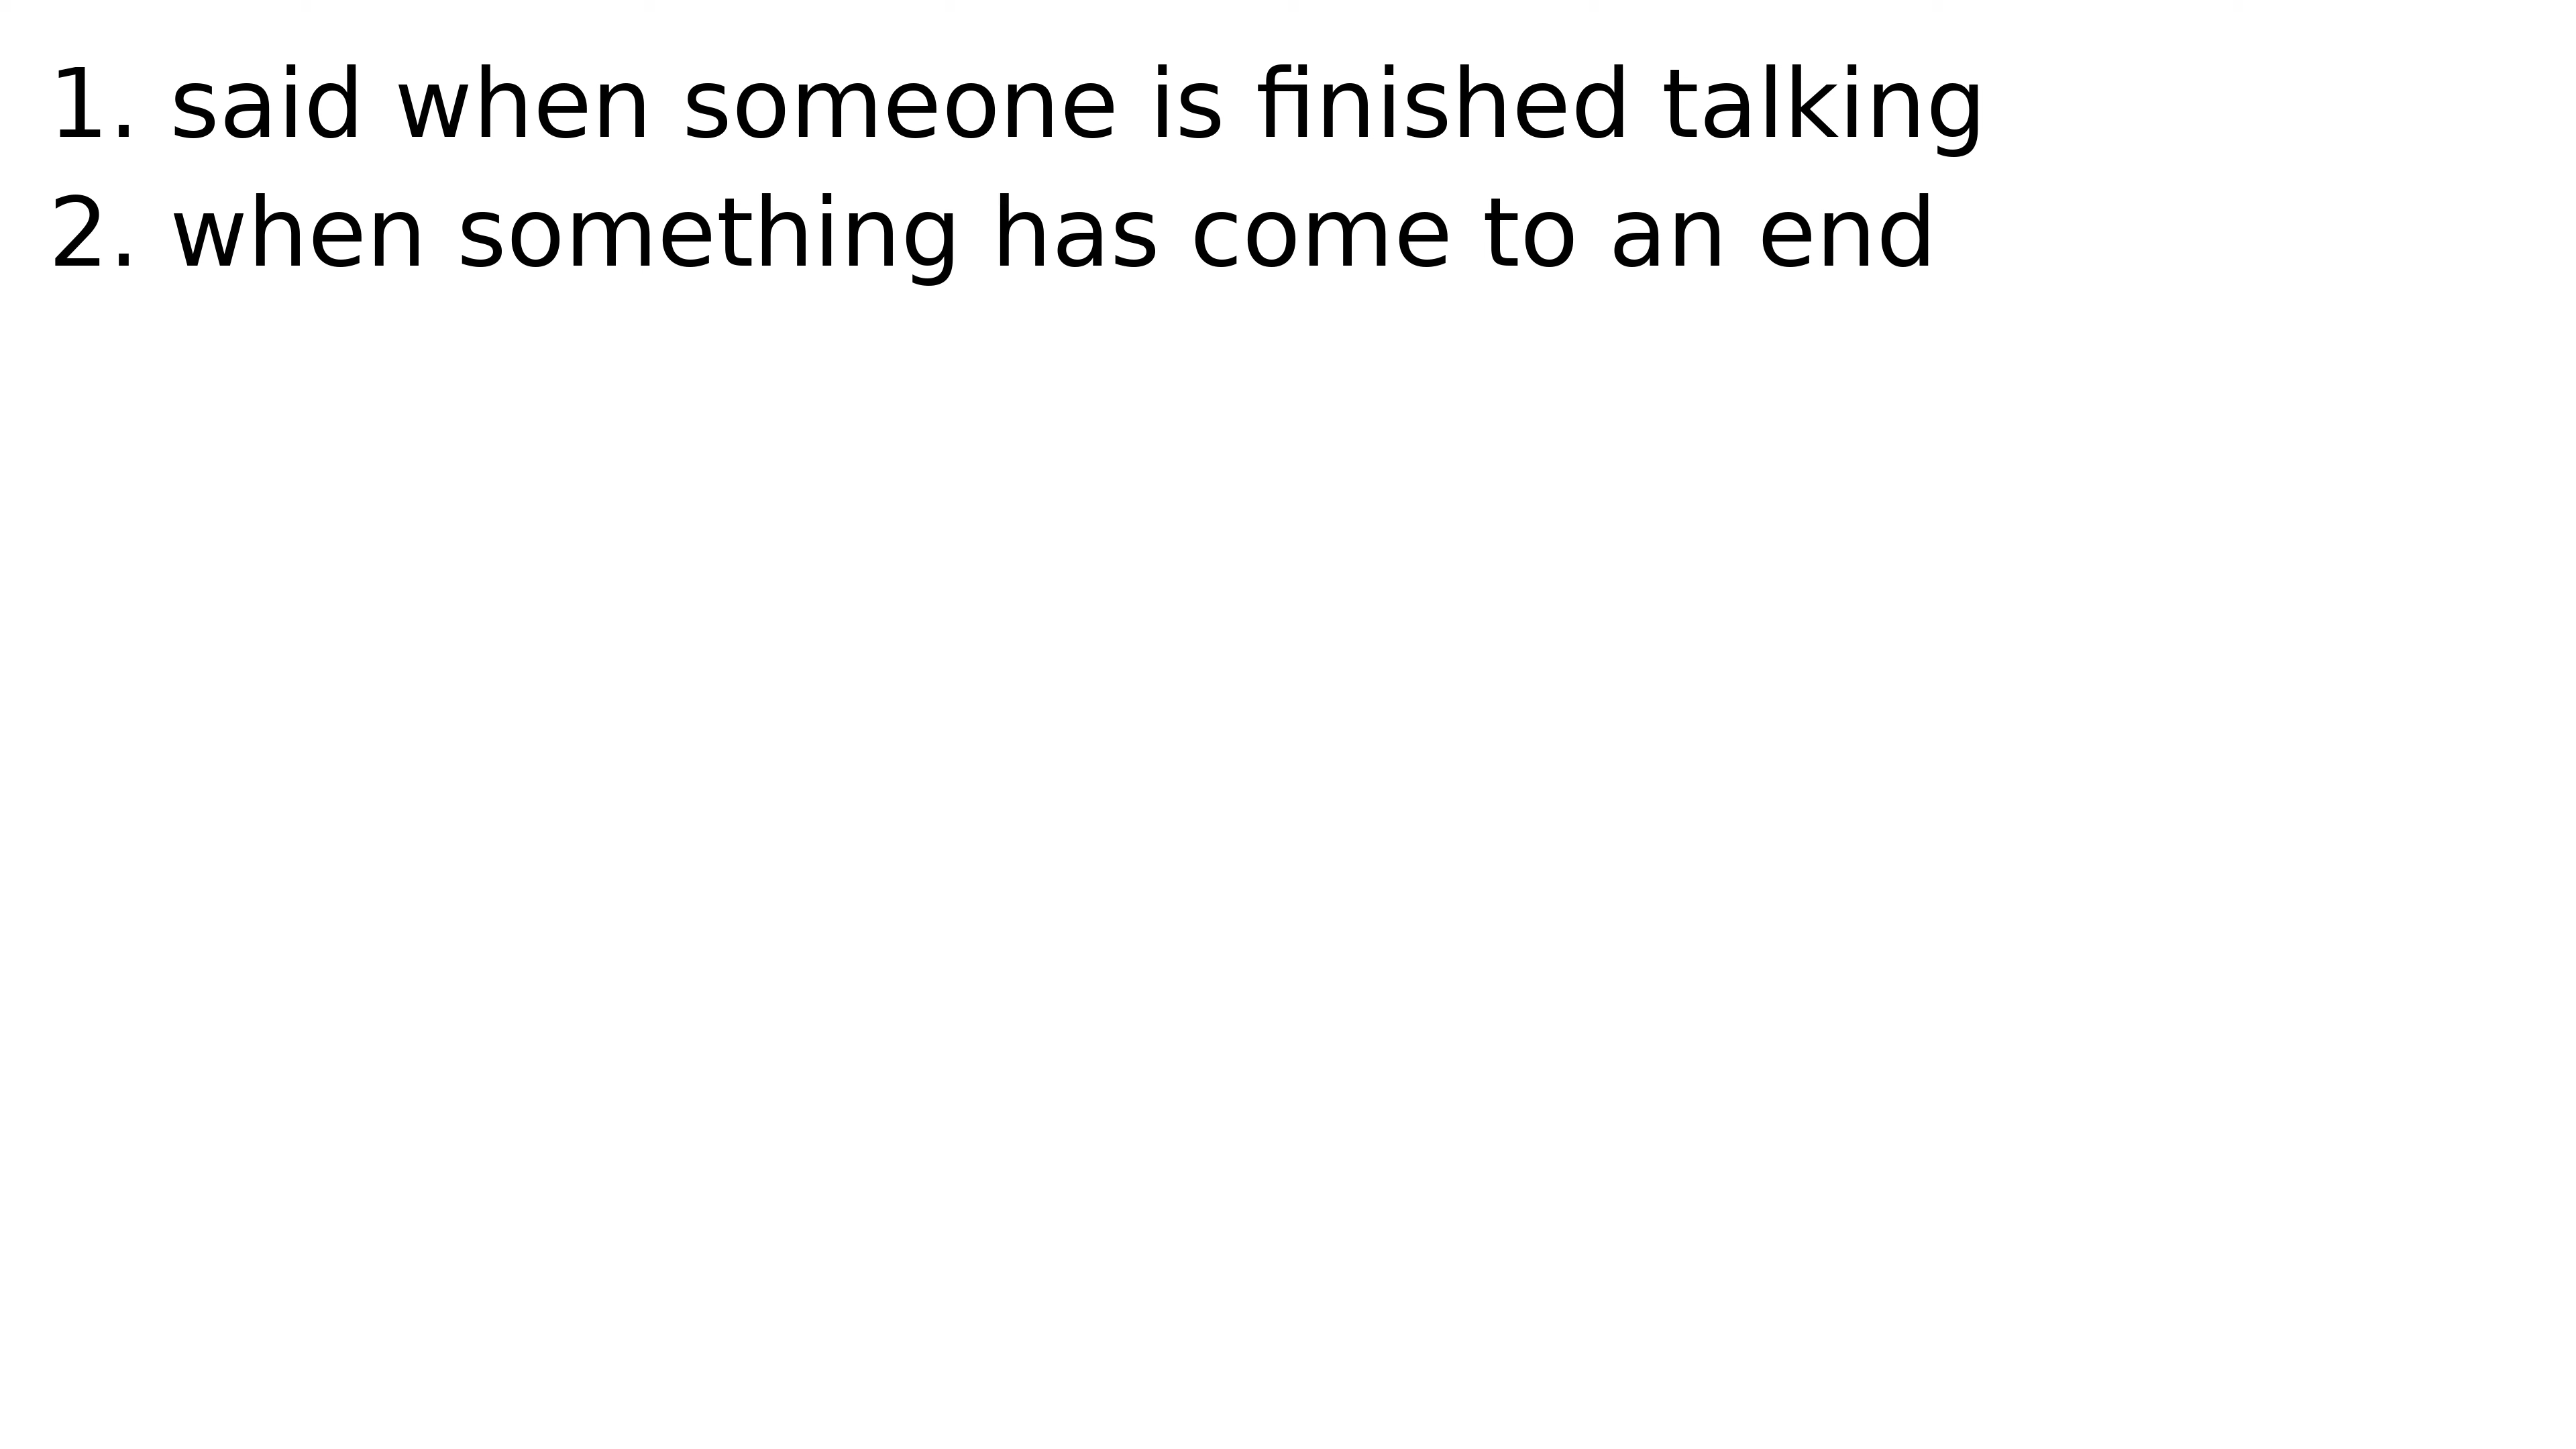 1. said when someone is finished talking
2. when something has come to an end